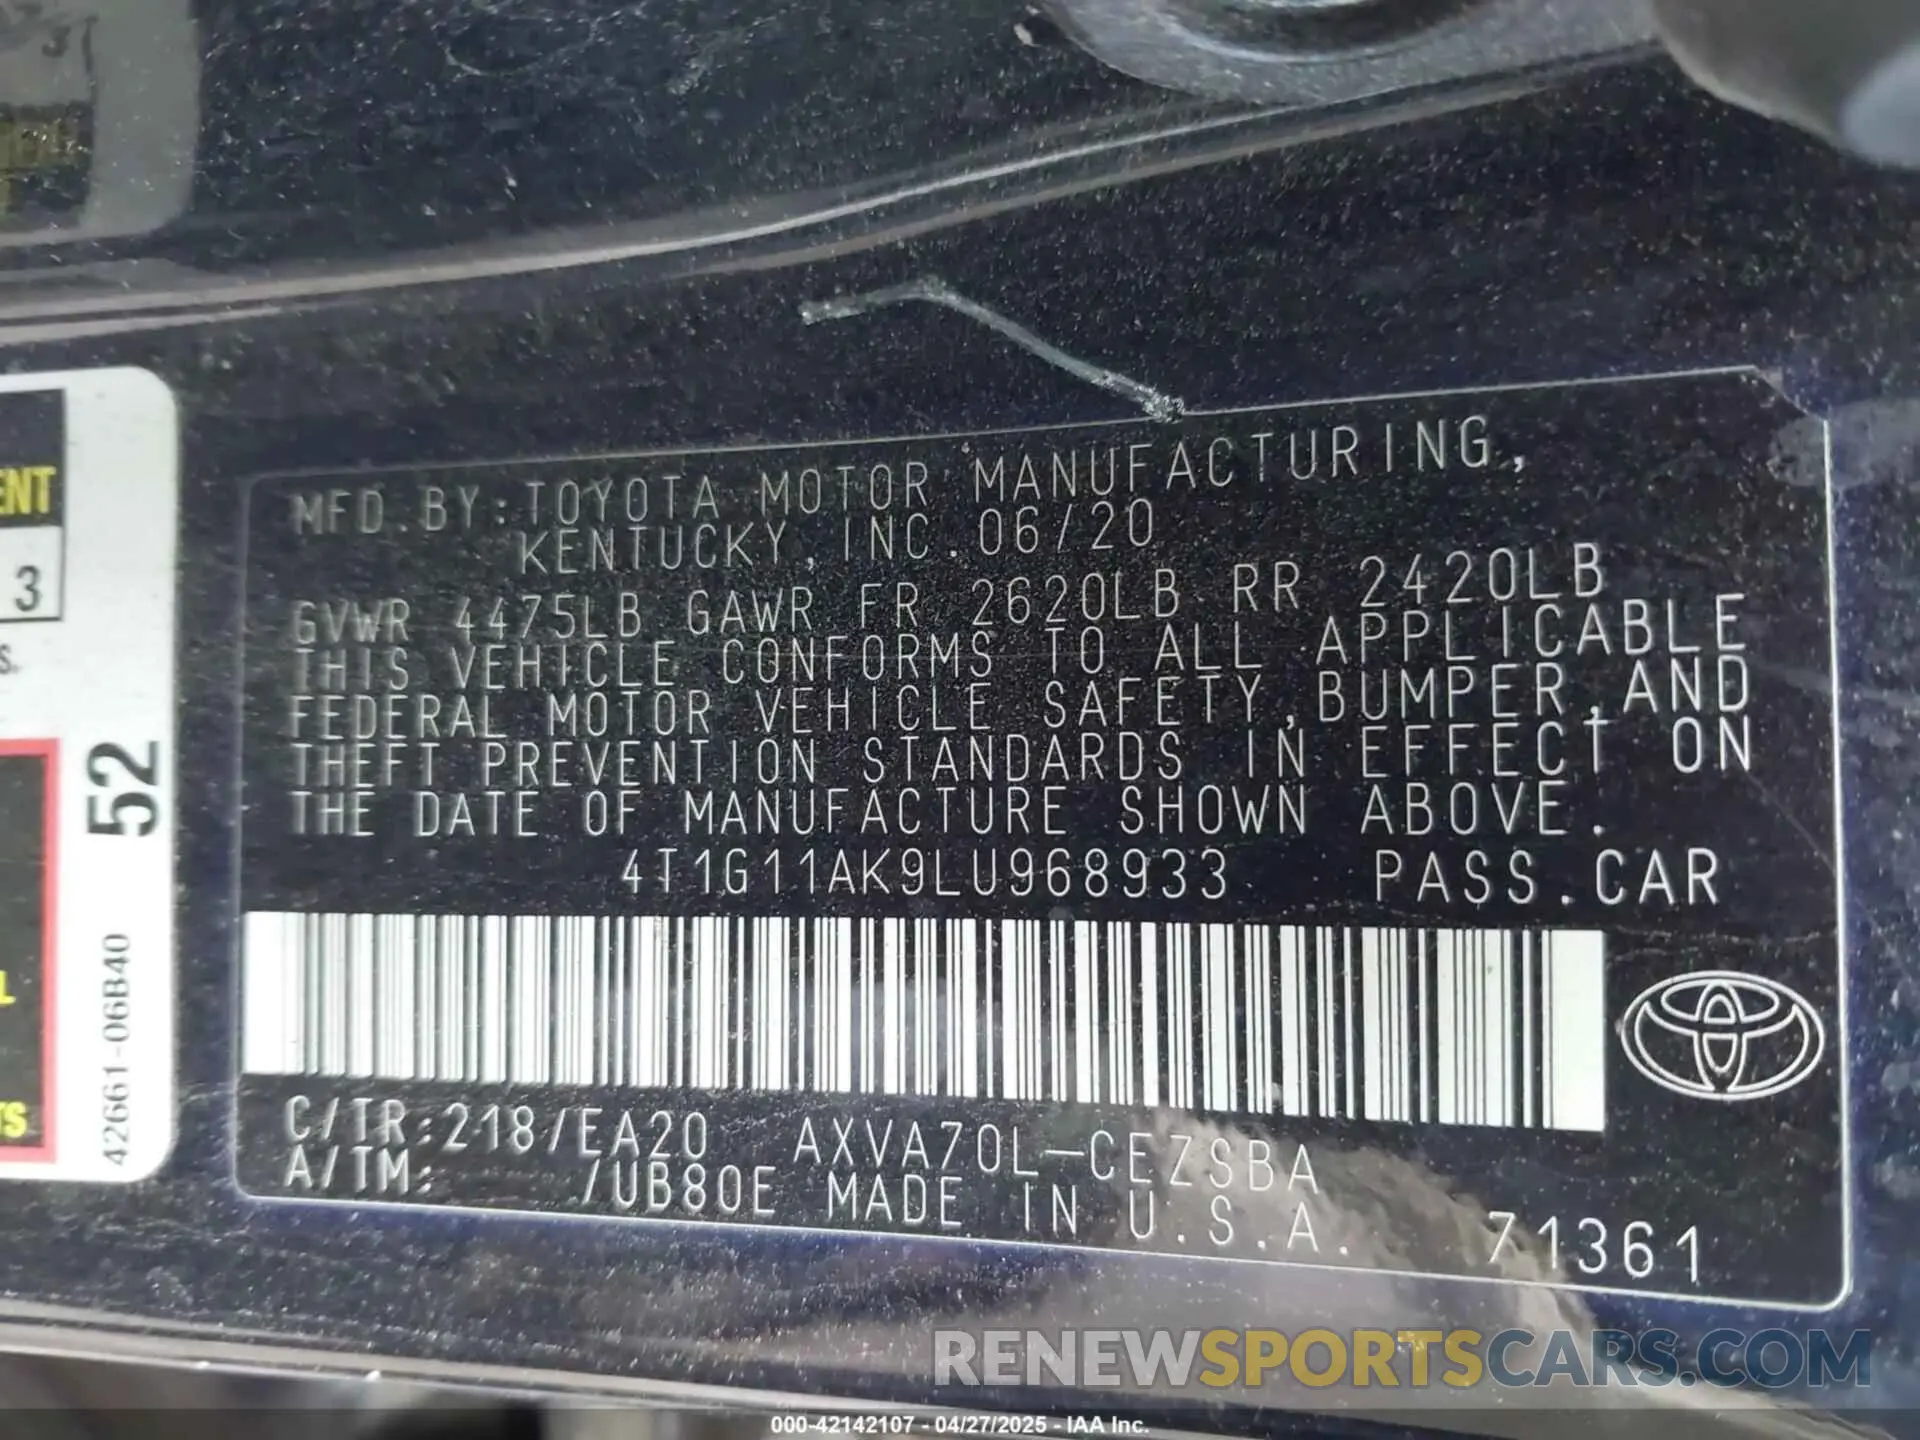 ENT
3
S.
52
L
TS
42661-06B40
MFD.BY:TOYOTA MOTOR MANUFACTURING,
KENTUCKY,INC.06/20
GVWR 4475LB GAWR FR 2620LB RR 2420LB
THIS VEHICLE CONFORMS TO ALL APPLICABLE
FEDERAL MOTOR VEHICLE SAFETY,BUMPER,AND
THEFT PREVENTION STANDARDS IN EFFECT ON
THE DATE OF MANUFACTURE SHOWN ABOVE.
4T1G11AK9LU968933 PASS.CAR
C/TR:218/EA20 AXVA70L-CEZSBA
A/TM: /UB80E MADE IN U.S.A. 71361
RENEWSPORTSCARS.COM
000-42142107 - 04/27/2025 - IAA Inc.